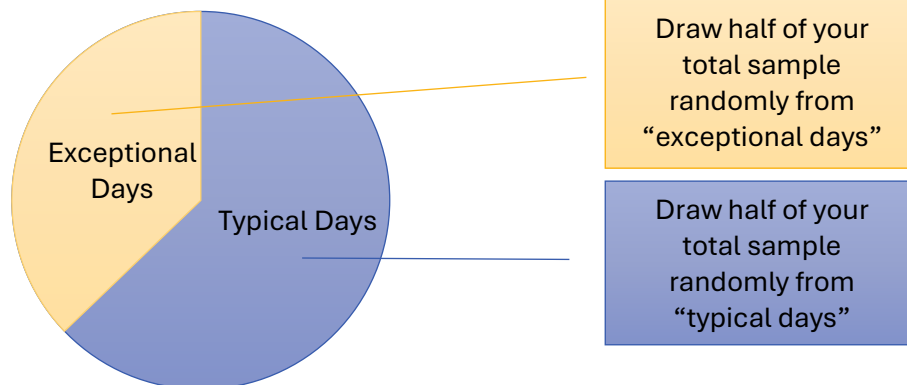 Exceptional
Days
Typical Days
Draw half of your
total sample
randomly from
“exceptional days”
Draw half of your
total sample
randomly from
“typical days”